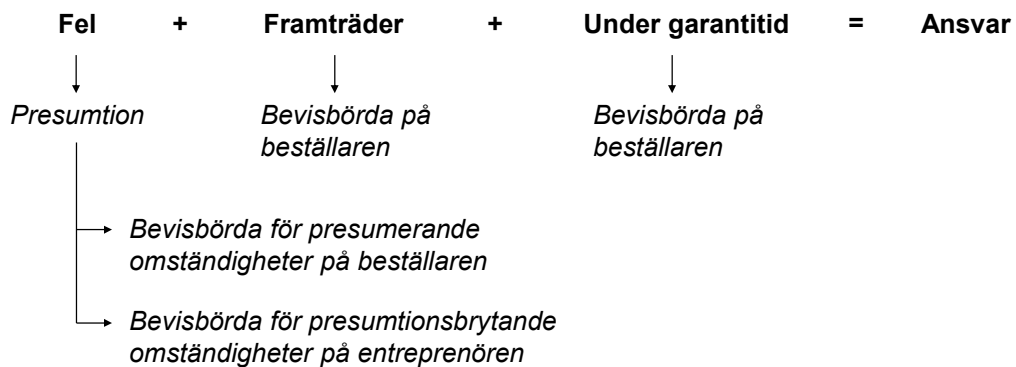 Fel + Framträder + Under garantitid = Ansvar
Presumtion Bevisbörda på Bevisbörda på
beställaren beställaren
Bevisbörda för presumerande
omständigheter på beställaren
Bevisbörda för presumtionsbrytande
omständigheter på entreprenören